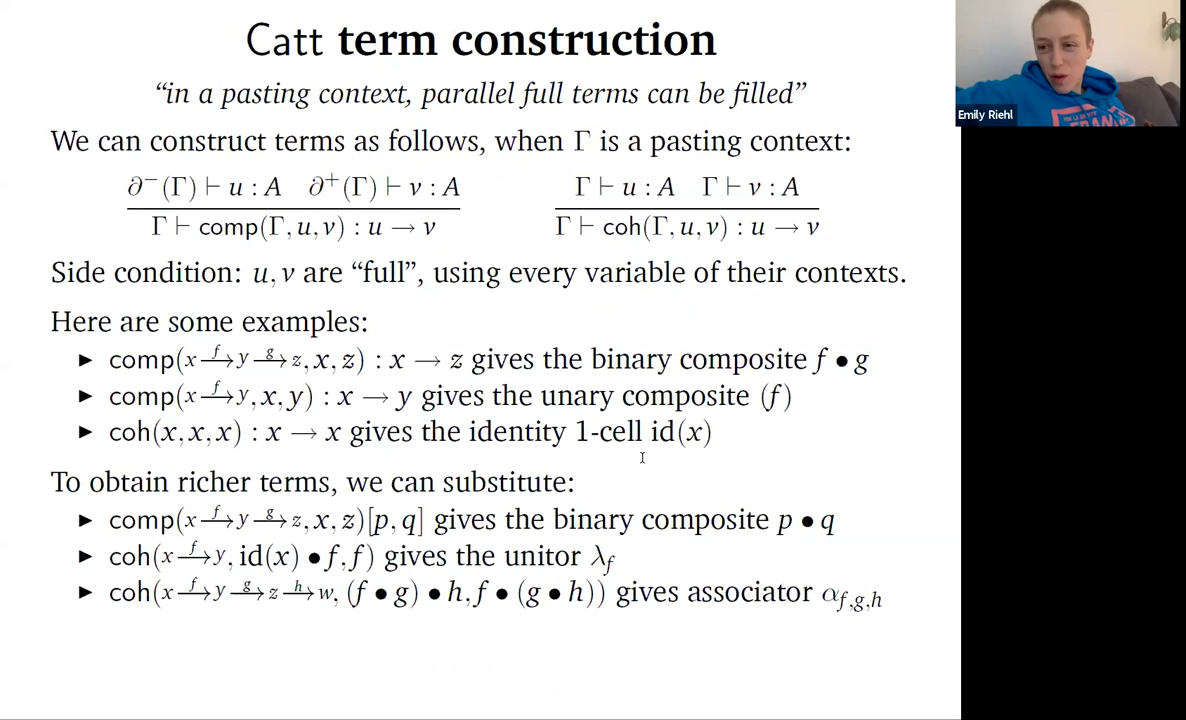 Catt term construction
“in a pasting context, parallel full terms can be filled”
We can construct terms as follows, when Γ is a pasting context:
∂⁻(Γ) ⊢ u : A ∂⁺(Γ) ⊢ v : A
Γ ⊢ comp(Γ, u, v) : u → v
Γ ⊢ u : A Γ ⊢ v : A
Γ ⊢ coh(Γ, u, v) : u → v
Side condition: u, v are “full”, using every variable of their contexts.
Here are some examples:
▶ comp(x –f→ y –g→ z, x, z) : x → z gives the binary composite f • g
▶ comp(x –f→ y, x, y) : x → y gives the unary composite (f)
▶ coh(x, x, x) : x → x gives the identity 1-cell id(x)
To obtain richer terms, we can substitute:
▶ comp(x –f→ y –g→ z, x, z)[p, q] gives the binary composite p • q
▶ coh(x –f→ y, id(x) • f, f) gives the unitor λ_f
▶ coh(x –f→ y –g→ z –h→ w, (f • g) • h, f • (g • h)) gives associator α_{f,g,h}
Emily Riehl